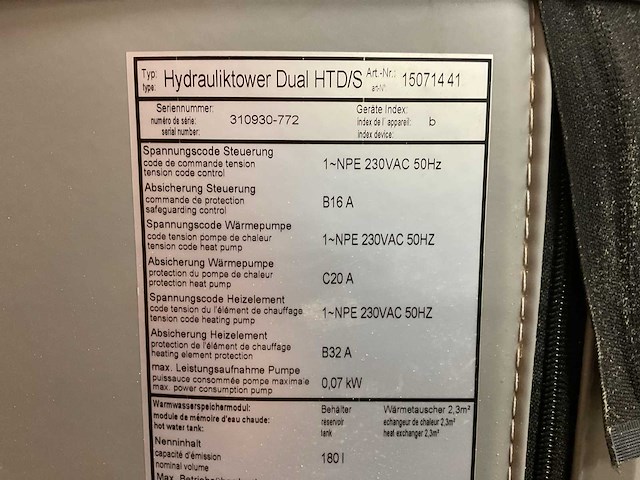 Typ: Hydrauliktower Dual HTD/S Art.-Nr.: 150714 41
type: art-N°
Seriennummer: Geräte Index:
numéro de série: 310930-772 index de l' appareil: b
serial number: index device:
Spannungscode Steuerung
code de commande tension 1~NPE 230VAC 50Hz
tension code control
Absicherung Steuerung
commande de protection B16 A
safeguarding control
Spannungscode Wärmepumpe
code tension pompe de chaleur 1~NPE 230VAC 50HZ
tension code heat pump
Absicherung Wärmepumpe
protection du pompe de chaleur C20 A
protection heat pump
Spannungscode Heizelement
code tension du l'élément de chauffage 1~NPE 230VAC 50HZ
tension code heating pump
Absicherung Heizelement
protection de l'élément de chauffage B32 A
heating element protection
max. Leistungsaufnahme Pumpe
puissauce consommée pompe maximale 0,07 kW
max. power consumption pump
Warmwasserspeichermodul: Behälter Wärmetauscher 2,3m²
module de mémoire d'eau chaude: réservoir echangeur de chaleur 2,3m²
hot water tank: tank heat exchanger 2,3m²
Nenninhalt
capacité d'émission 180 l
nominal volume